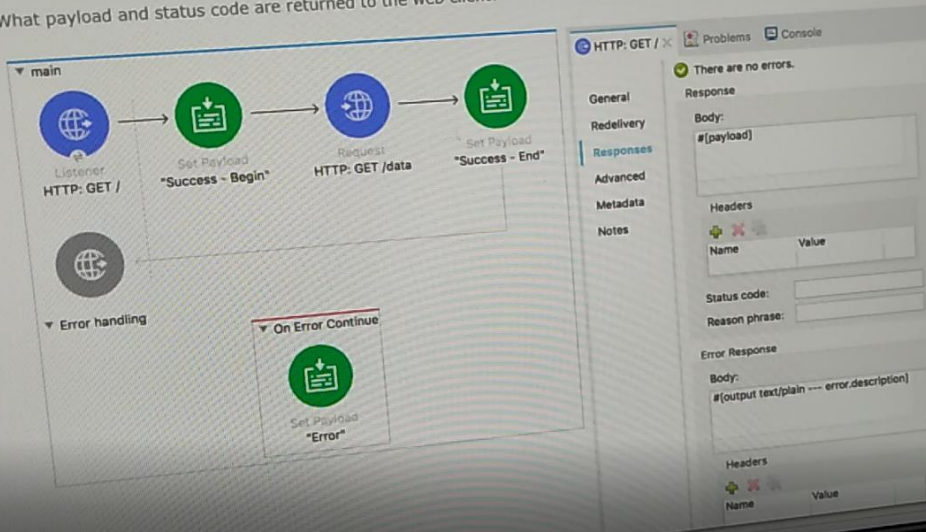 What payload and status code are returned to the web client
main
Listener
HTTP: GET /
Set Payload
"Success - Begin"
Request
HTTP: GET /data
Set Payload
"Success - End"
Error handling
On Error Continue
Set Payload
"Error"
HTTP: GET /
Problems
Console
There are no errors.
General
Redelivery
Responses
Advanced
Metadata
Notes
Response
Body:
#[payload]
Headers
Name
Value
Status code:
Reason phrase:
Error Response
Body:
#[output text/plain --- error.description]
Headers
Name
Value